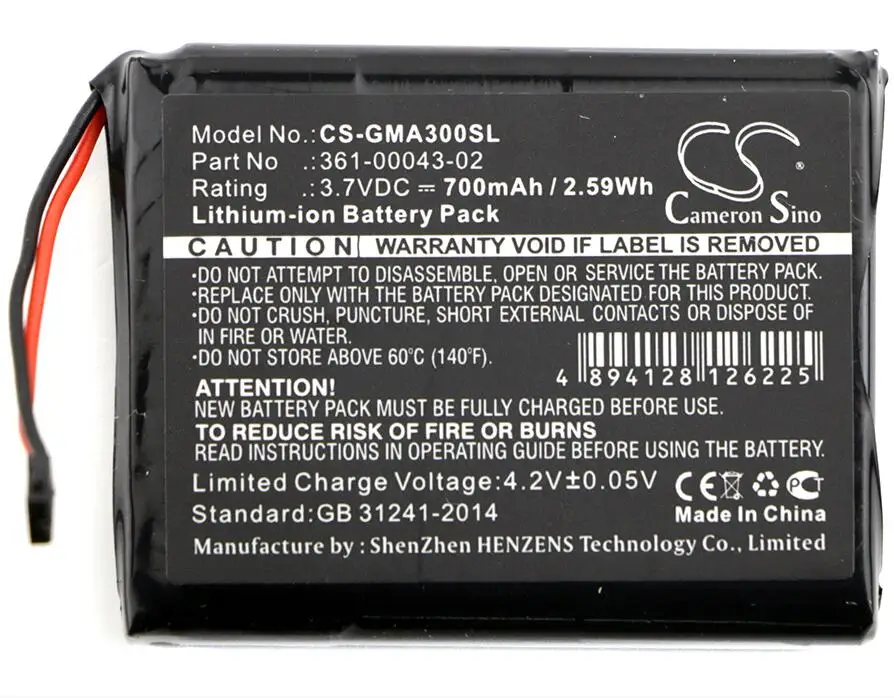 Model No.:CS-GMA300SL
Part No .:361-00043-02
Rating .:3.7VDC ⎓ 700mAh / 2.59Wh
Lithium-ion Battery Pack
CS
®
Cameron Sino
CAUTION WARRANTY VOID IF LABEL IS REMOVED
·DO NOT ATTEMPT TO DISASSEMBLE, OPEN OR SERVICE THE BATTERY PACK.
·REPLACE ONLY WITH THE BATTERY PACK DESIGNATED FOR THIS PRODUCT.
·DO NOT CRUSH, PUNCTURE, SHORT EXTERNAL CONTACTS OR DISPOSE OF
IN FIRE OR WATER.
·DO NOT STORE ABOVE 60°C (140°F).
4 894128 126225
ATTENTION!
NEW BATTERY PACK MUST BE FULLY CHARGED BEFORE USE.
TO REDUCE RISK OF FIRE OR BURNS
READ INSTRUCTIONS IN OPERATING GUIDE BEFORE USING THE BATTERY.
Limited Charge Voltage:4.2V±0.05V
CE
PCT
Standard:GB 31241-2014
Made In China
Manufacture by : ShenZhen HENZENS Technology Co., Limited